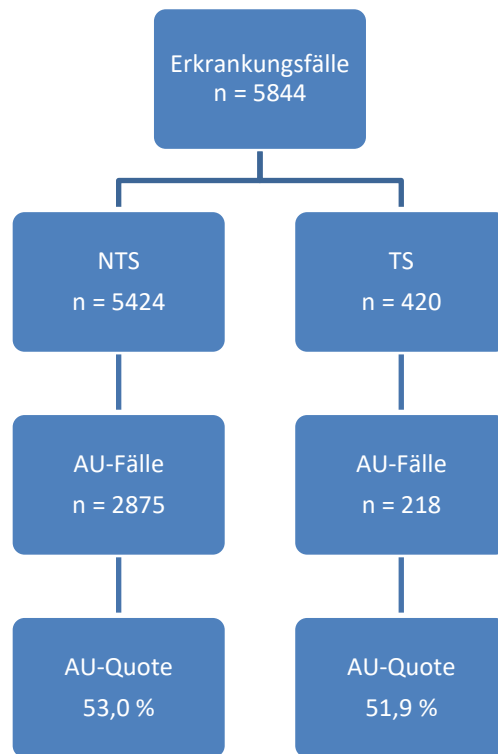 Erkrankungsfälle
n = 5844
NTS
n = 5424
TS
n = 420
AU-Fälle
n = 2875
AU-Fälle
n = 218
AU-Quote
53,0 %
AU-Quote
51,9 %